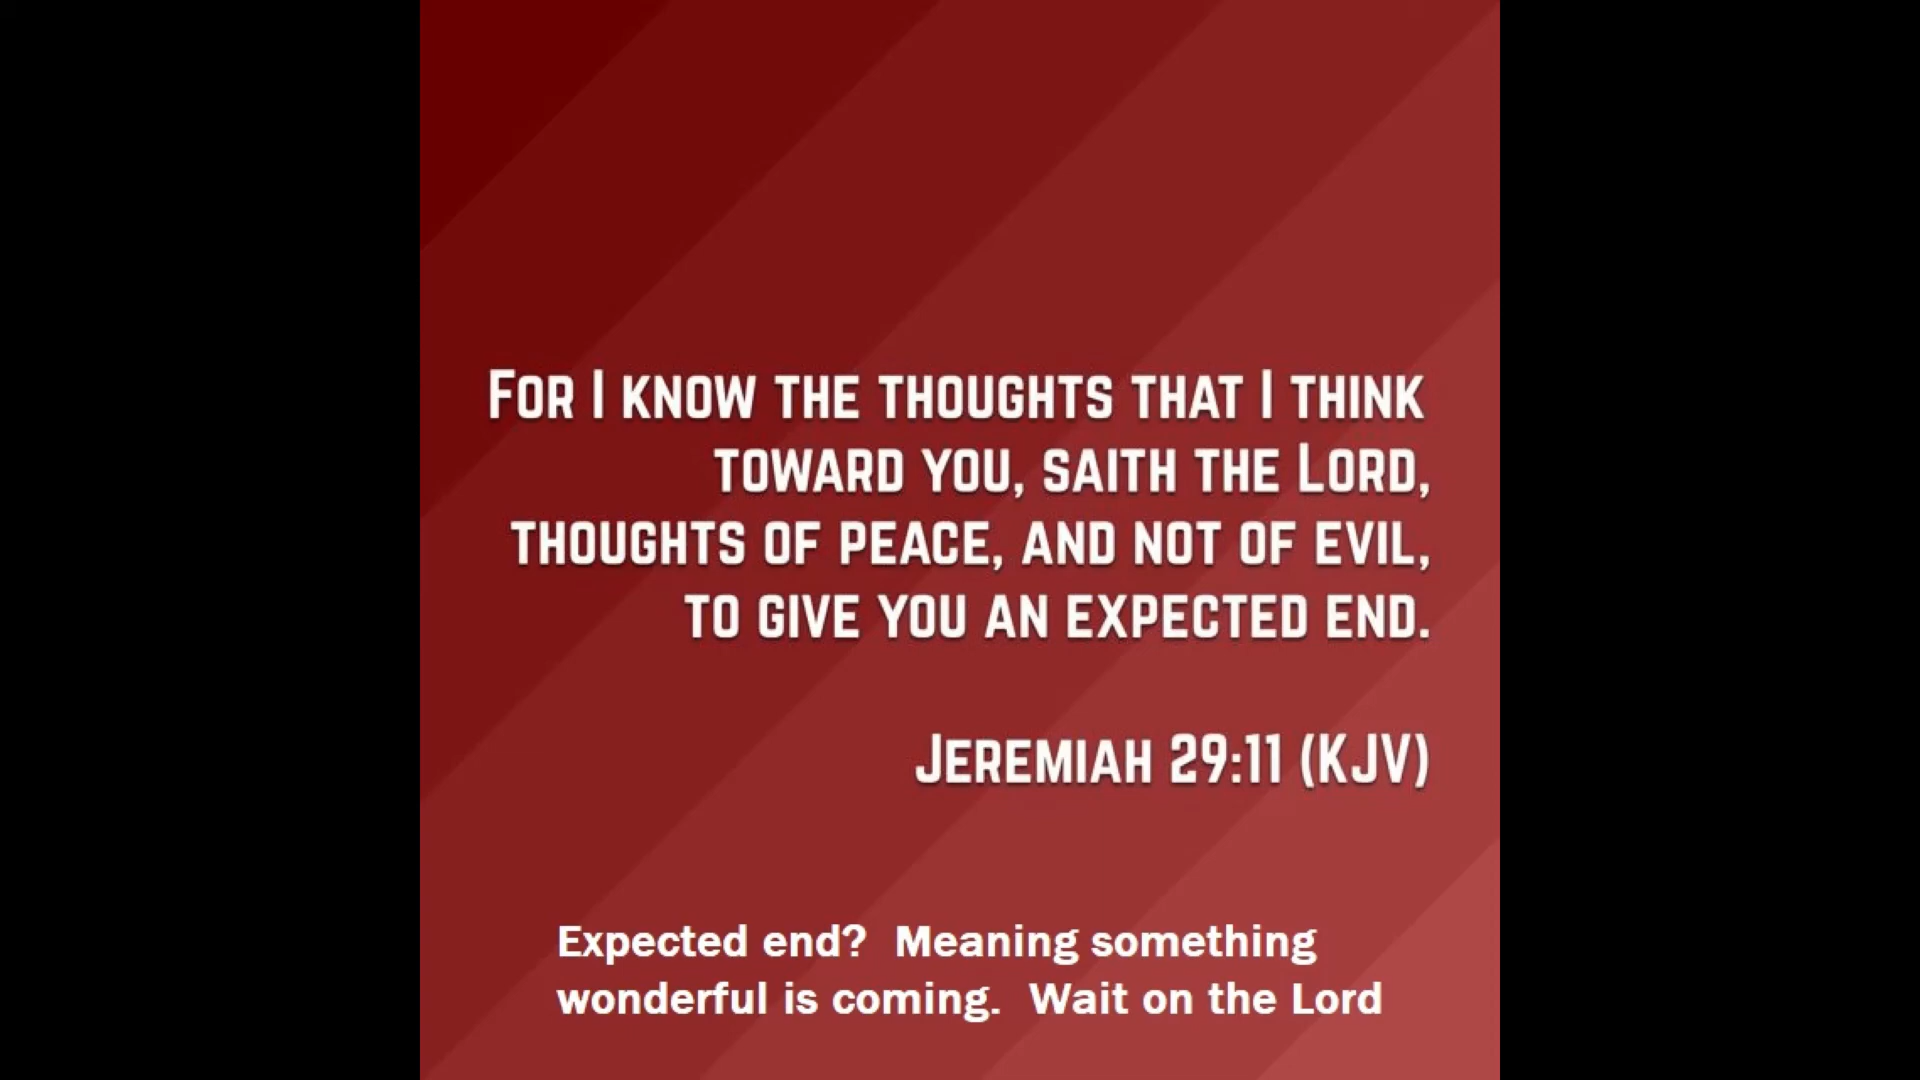 For I know the thoughts that I think
toward you, saith the Lord,
thoughts of peace, and not of evil,
to give you an expected end.
Jeremiah 29:11 (KJV)
Expected end?  Meaning something
wonderful is coming.  Wait on the Lord